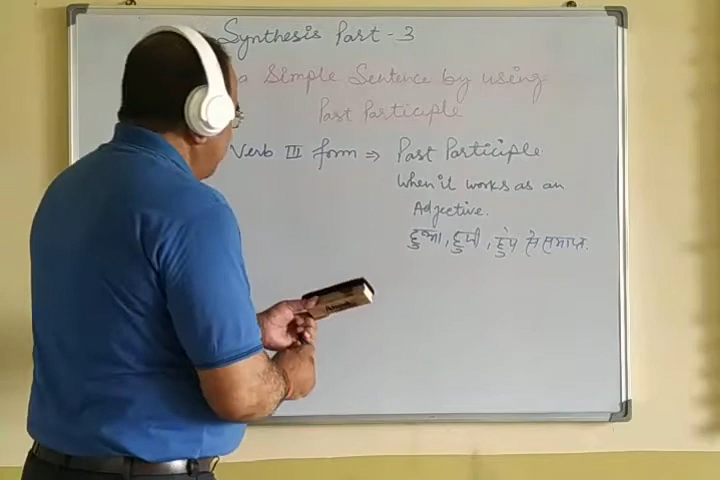 Synthesis Part - 3
a Simple Sentence by using
Past Participle
Verb III form ⇒ Past Participle
When it works as an
Adjective.
हुआ, हुयी, हुए से समाप्त.